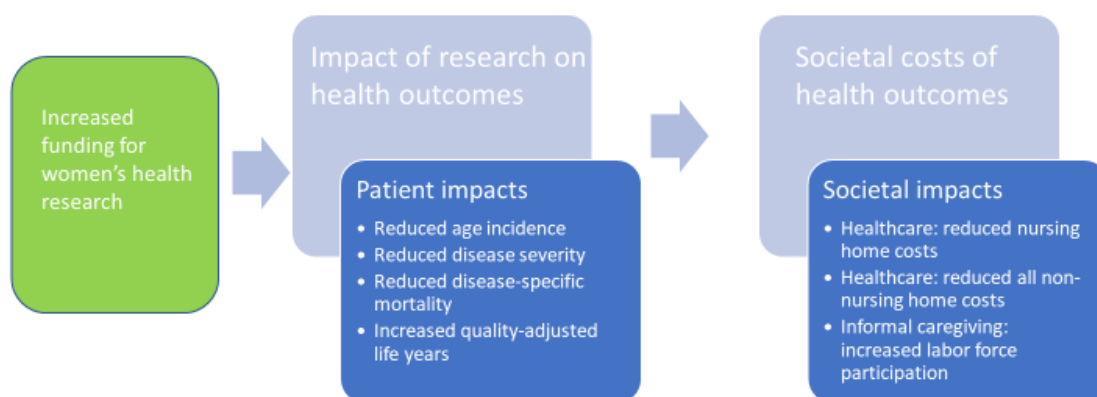 Increased
funding for
women's health
research
Impact of research on
health outcomes
Patient impacts
• Reduced age incidence
• Reduced disease severity
• Reduced disease-specific
mortality
• Increased quality-adjusted
life years
Societal costs of
health outcomes
Societal impacts
• Healthcare: reduced nursing
home costs
• Healthcare: reduced all non-
nursing home costs
• Informal caregiving:
increased labor force
participation